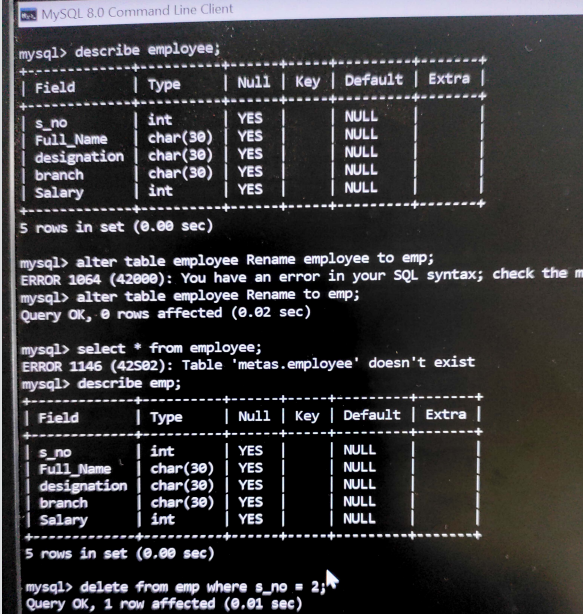 MySQL 8.0 Command Line Client
mysql> describe employee;
+-------------+----------+------+-----+---------+-------+
| Field | Type | Null | Key | Default | Extra |
+-------------+----------+------+-----+---------+-------+
| s_no | int | YES | | NULL | |
| Full_Name | char(30) | YES | | NULL | |
| designation | char(30) | YES | | NULL | |
| branch | char(30) | YES | | NULL | |
| Salary | int | YES | | NULL | |
+-------------+----------+------+-----+---------+-------+
5 rows in set (0.00 sec)
mysql> alter table employee Rename employee to emp;
ERROR 1064 (42000): You have an error in your SQL syntax; check the m
mysql> alter table employee Rename to emp;
Query OK, 0 rows affected (0.02 sec)
mysql> select * from employee;
ERROR 1146 (42S02): Table 'metas.employee' doesn't exist
mysql> describe emp;
+-------------+----------+------+-----+---------+-------+
| Field | Type | Null | Key | Default | Extra |
+-------------+----------+------+-----+---------+-------+
| s_no | int | YES | | NULL | |
| Full_Name | char(30) | YES | | NULL | |
| designation | char(30) | YES | | NULL | |
| branch | char(30) | YES | | NULL | |
| Salary | int | YES | | NULL | |
+-------------+----------+------+-----+---------+-------+
5 rows in set (0.00 sec)
mysql> delete from emp where s_no = 2;
Query OK, 1 row affected (0.01 sec)